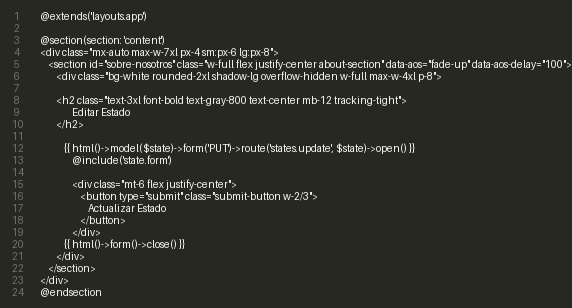 1 @extends('layouts.app')
2
3 @section(section: 'content')
4 <div class="mx-auto max-w-7xl px-4 sm:px-6 lg:px-8">
5 <section id="sobre-nosotros" class="w-full flex justify-center about-section" data-aos="fade-up" data-aos-delay="100">
6 <div class="bg-white rounded-2xl shadow-lg overflow-hidden w-full max-w-4xl p-8">
7
8 <h2 class="text-3xl font-bold text-gray-800 text-center mb-12 tracking-tight">
9 Editar Estado
10 </h2>
11
12 {{ html()->model($state)->form('PUT')->route('states.update', $state)->open() }}
13 @include('state.form')
14
15 <div class="mt-6 flex justify-center">
16 <button type="submit" class="submit-button w-2/3">
17 Actualizar Estado
18 </button>
19 </div>
20 {{ html()->form()->close() }}
21 </div>
22 </section>
23 </div>
24 @endsection